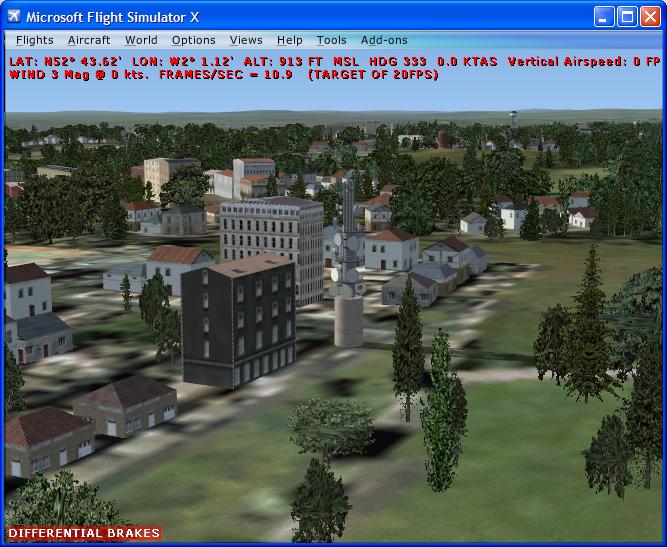 Microsoft Flight Simulator X
Flights Aircraft World Options Views Help Tools Add-ons
LAT: N52° 43.62' LON: W2° 1.12' ALT: 913 FT MSL HDG 333 0.0 KTAS Vertical Airspeed: 0 FP
WIND 3 Mag @ 0 kts. FRAMES/SEC = 10.9 (TARGET OF 20FPS)
DIFFERENTIAL BRAKES